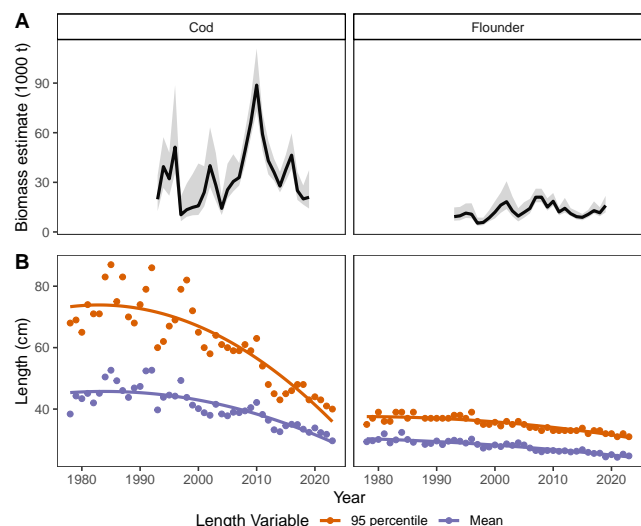 A
Cod
Flounder
Biomass estimate (1000 t)
90
60
30
0
B
Length (cm)
80
60
40
1980
1990
2000
2010
2020
1980
1990
2000
2010
2020
Year
Length Variable
95 percentile
Mean